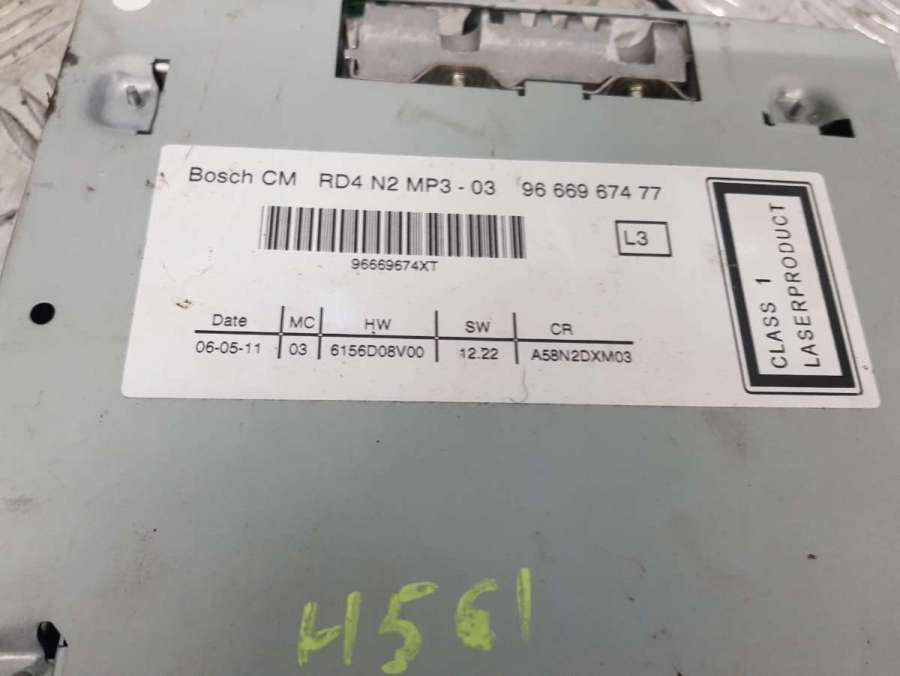 Bosch CM RD4 N2 MP3 - 03 96 669 674 77
L3
96669674XT
Date MC HW SW CR
06-05-11 03 6156D08V00 12.22 A58N2DXM03
CLASS 1
LASERPRODUCT
H561